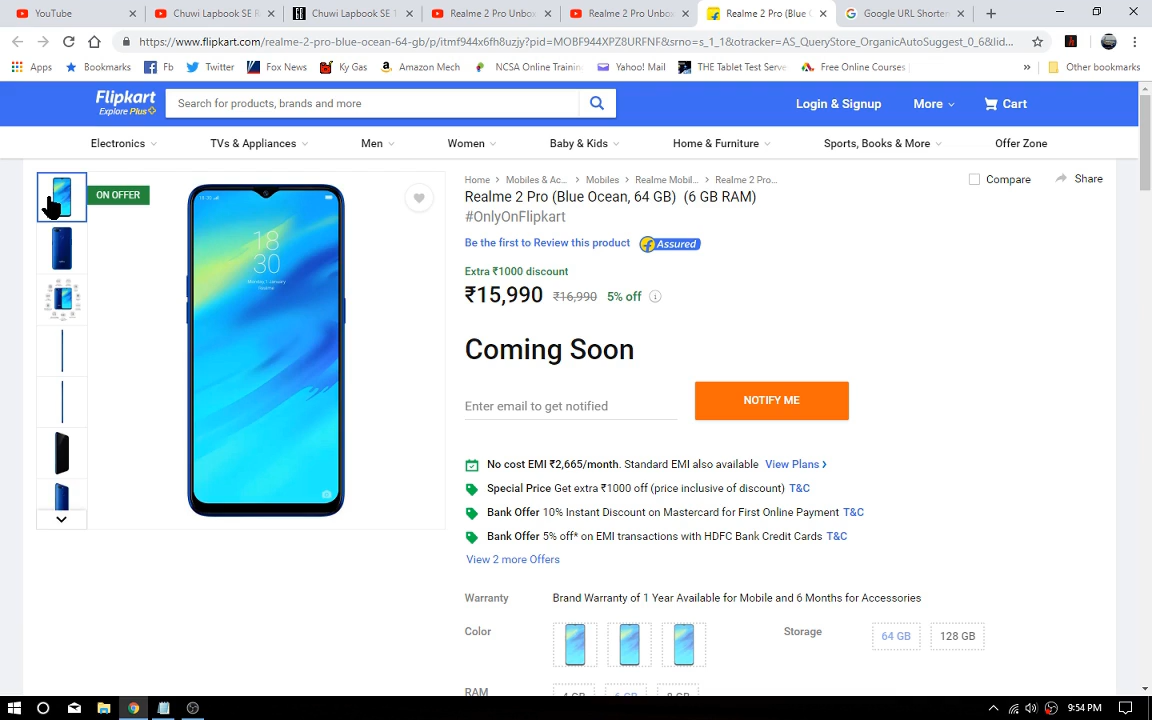 YouTube
Chuwi Lapbook SE R
Chuwi Lapbook SE 1
Realme 2 Pro Unbo
Realme 2 Pro Unbo
Realme 2 Pro (Blue
Google URL Shorten
https://www.flipkart.com/realme-2-pro-blue-ocean-64-gb/p/itmf944x6fh8uzjy?pid=MOBF944XPZ8URFNF&srno=s_1_1&otracker=AS_QueryStore_OrganicAutoSuggest_0_6&lid...
Apps Bookmarks Fb Twitter Fox News Ky Gas Amazon Mech NCSA Online Trainin Yahoo! Mail THE Tablet Test Serve Free Online Courses » Other bookmarks
Flipkart
Explore Plus
Search for products, brands and more
Login & Signup More Cart
Electronics TVs & Appliances Men Women Baby & Kids Home & Furniture Sports, Books & More Offer Zone
ON OFFER
18
30
Home > Mobiles & Ac... > Mobiles > Realme Mobil... > Realme 2 Pro...
Compare Share
Realme 2 Pro (Blue Ocean, 64 GB) (6 GB RAM)
#OnlyOnFlipkart
Be the first to Review this product Assured
Extra ₹1000 discount
₹15,990 ₹16,990 5% off
Coming Soon
Enter email to get notified
NOTIFY ME
No cost EMI ₹2,665/month. Standard EMI also available View Plans
Special Price Get extra ₹1000 off (price inclusive of discount) T&C
Bank Offer 10% Instant Discount on Mastercard for First Online Payment T&C
Bank Offer 5% off* on EMI transactions with HDFC Bank Credit Cards T&C
View 2 more Offers
Warranty Brand Warranty of 1 Year Available for Mobile and 6 Months for Accessories
Color
Storage 64 GB 128 GB
RAM 4 GB 6 GB 8 GB
9:54 PM